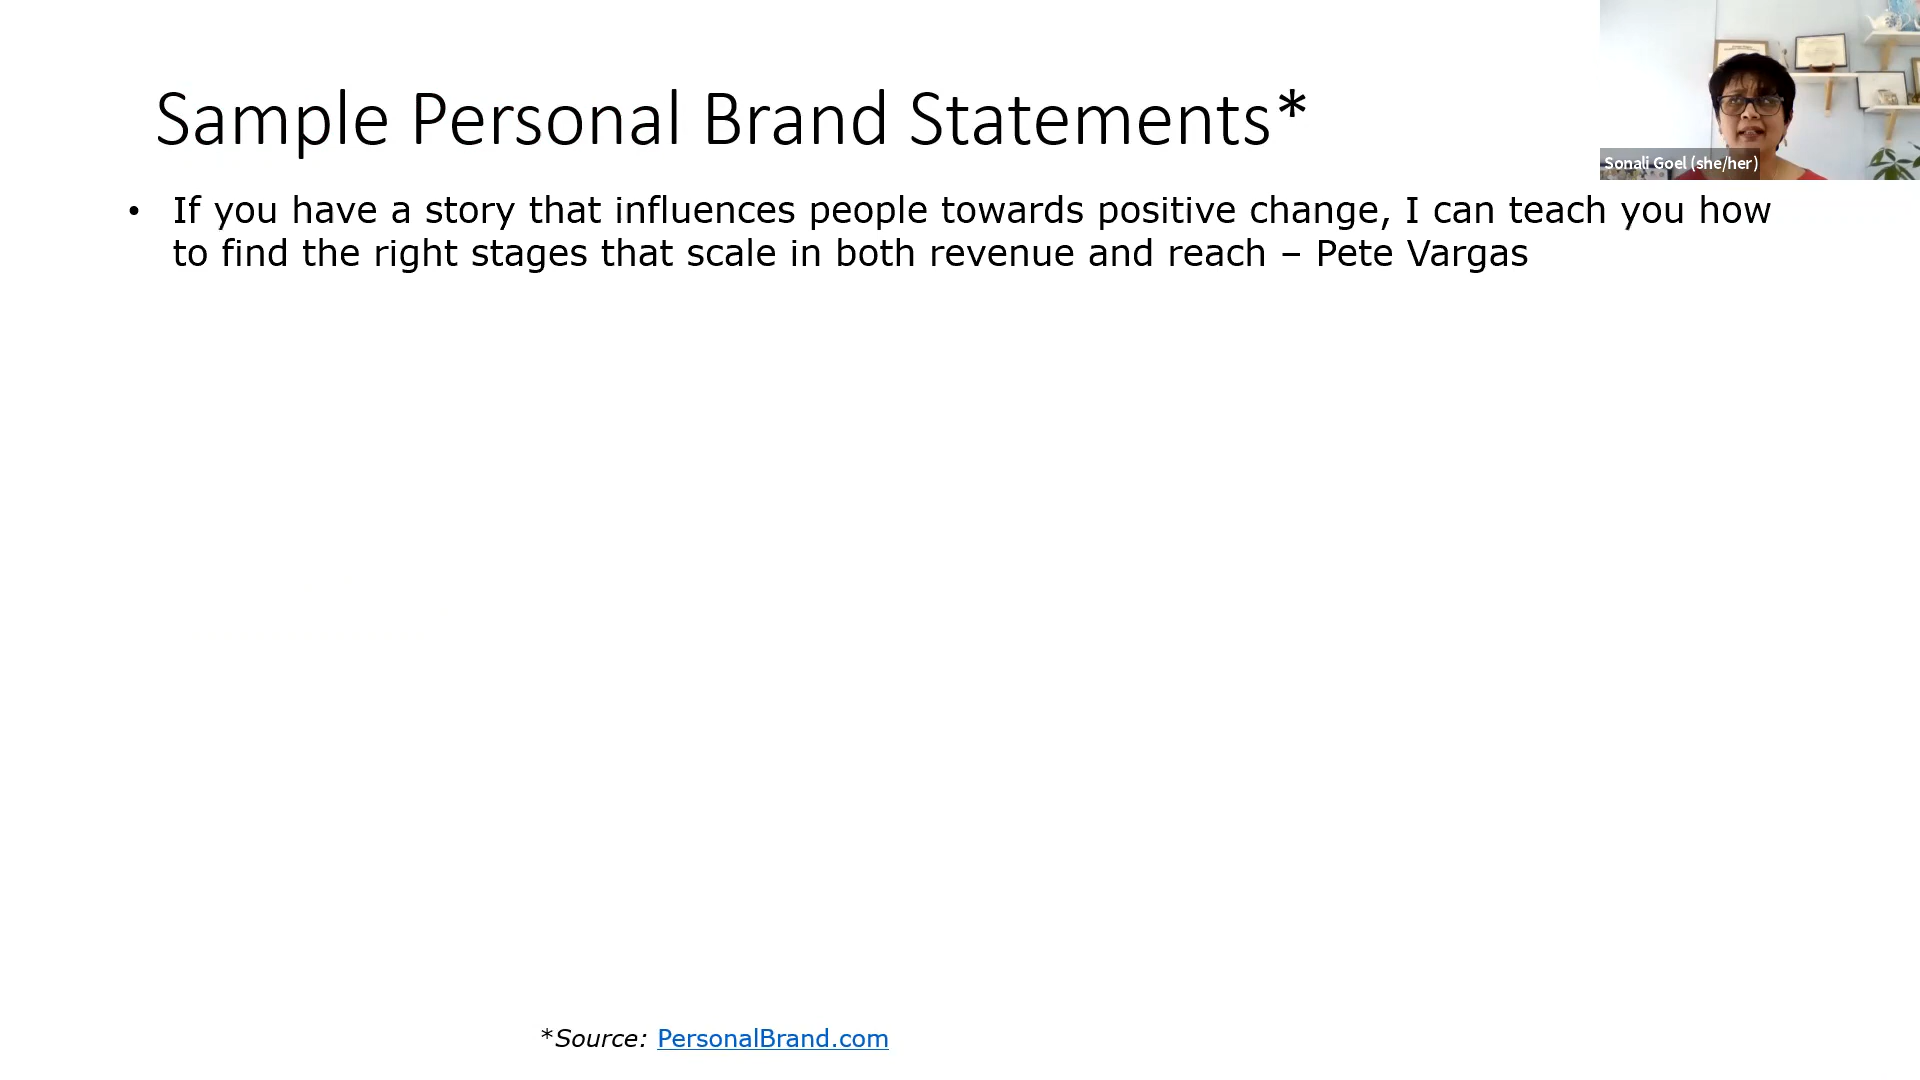 Sample Personal Brand Statements*
Sonali Goel (she/her)
• If you have a story that influences people towards positive change, I can teach you how
to find the right stages that scale in both revenue and reach – Pete Vargas
*Source: PersonalBrand.com